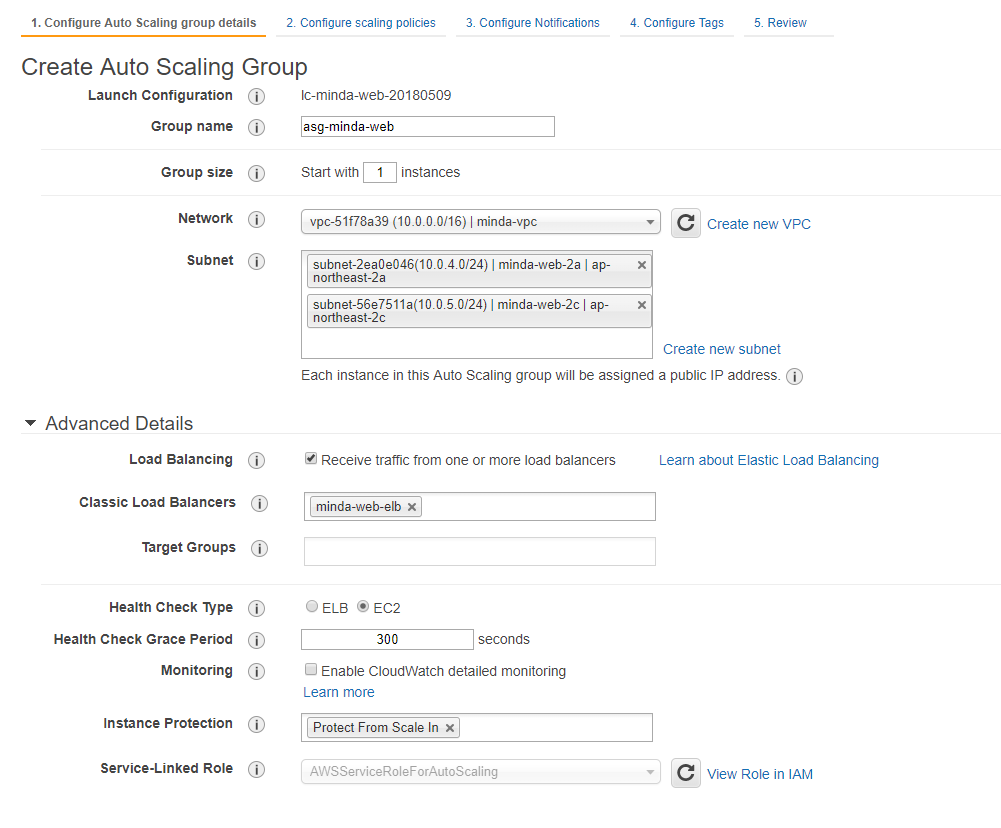 1. Configure Auto Scaling group details 2. Configure scaling policies 3. Configure Notifications 4. Configure Tags 5. Review
Create Auto Scaling Group
Launch Configuration i lc-minda-web-20180509
Group name i asg-minda-web
Group size i Start with 1 instances
Network i vpc-51f78a39 (10.0.0.0/16) | minda-vpc Create new VPC
Subnet i subnet-2ea0e046(10.0.4.0/24) | minda-web-2a | ap-
northeast-2a
subnet-56e7511a(10.0.5.0/24) | minda-web-2c | ap-
northeast-2c
Create new subnet
Each instance in this Auto Scaling group will be assigned a public IP address. i
Advanced Details
Load Balancing i Receive traffic from one or more load balancers Learn about Elastic Load Balancing
Classic Load Balancers i minda-web-elb ×
Target Groups i
Health Check Type i ELB EC2
Health Check Grace Period i 300 seconds
Monitoring i Enable CloudWatch detailed monitoring
Learn more
Instance Protection i Protect From Scale In ×
Service-Linked Role i AWSServiceRoleForAutoScaling View Role in IAM